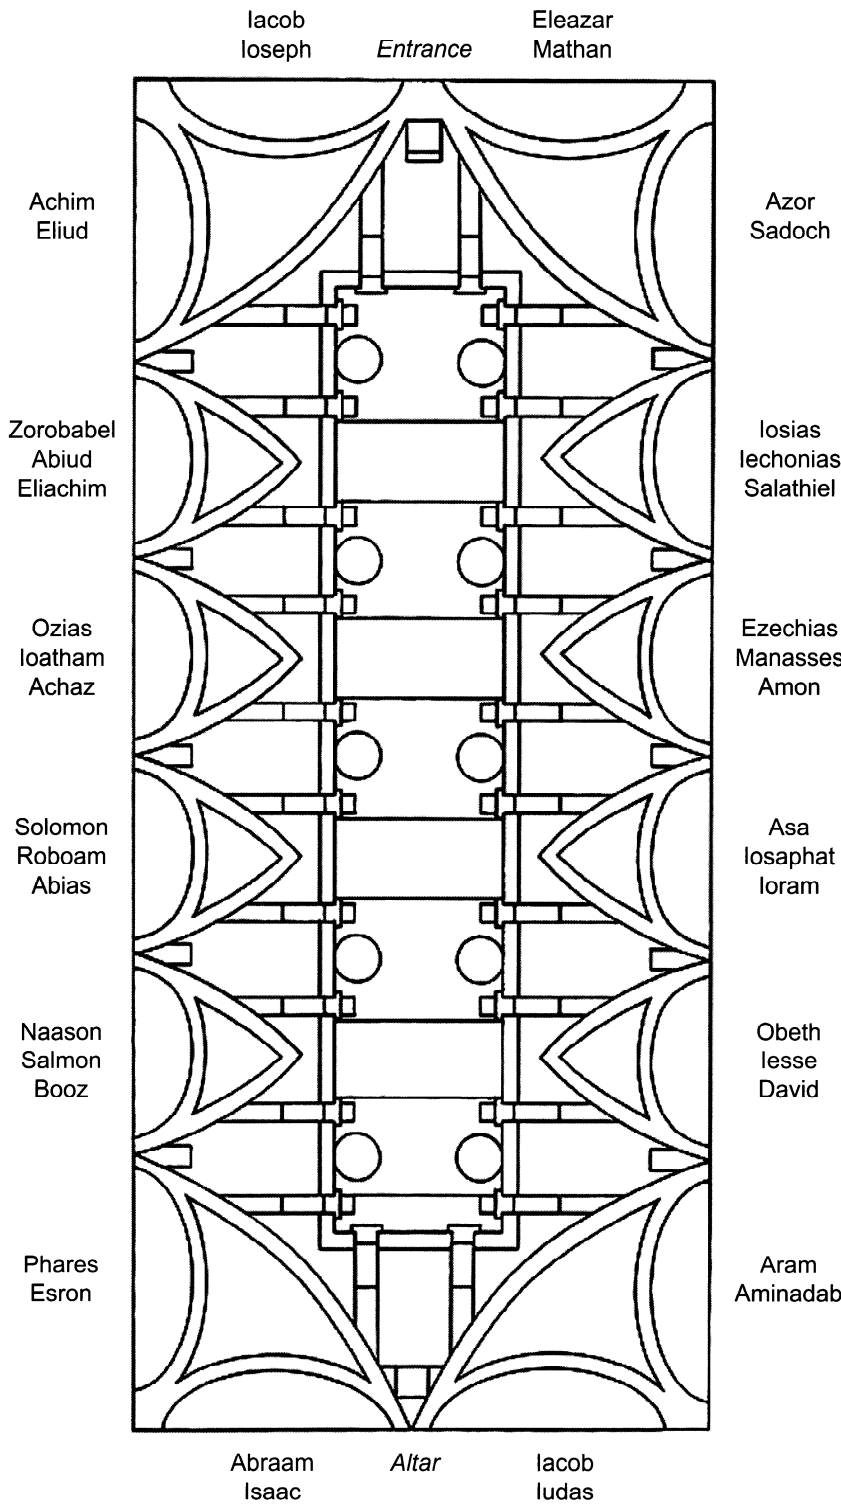 Iacob
Ioseph
Entrance
Eleazar
Mathan
Achim
Eliud
Azor
Sadoch
Zorobabel
Abiud
Eliachim
Iosias
Iechonias
Salathiel
Ozias
Ioatham
Achaz
Ezechias
Manasses
Amon
Solomon
Roboam
Abias
Asa
Iosaphat
Ioram
Naason
Salmon
Booz
Obeth
Iesse
David
Phares
Esron
Aram
Aminadab
Abraam
Isaac
Altar
Iacob
Iudas